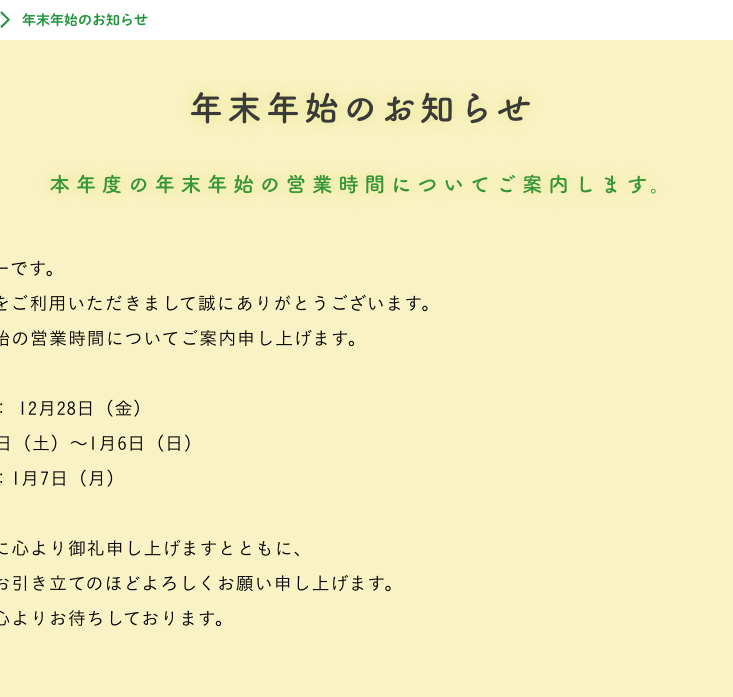 年末年始のお知らせ
年末年始のお知らせ
本年度の年末年始の営業時間についてご案内します。
ーです。
をご利用いただきまして誠にありがとうございます。
始の営業時間についてご案内申し上げます。
： 12月28日（金）
日（土）～1月6日（日）
：1月7日（月）
に心より御礼申し上げますとともに、
お引き立てのほどよろしくお願い申し上げます。
心よりお待ちしております。